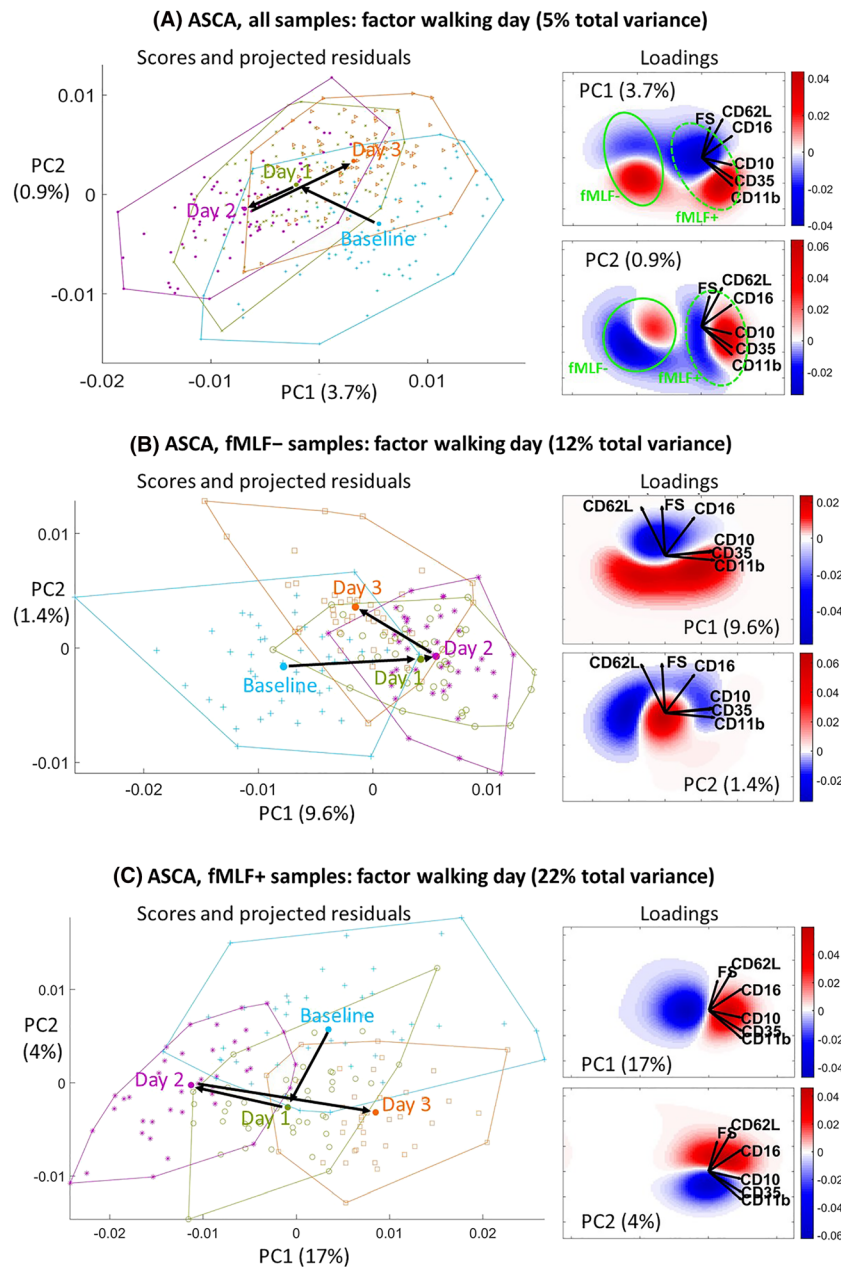 (A) ASCA, all samples: factor walking day (5% total variance)
Scores and projected residuals
Loadings
0.01
0
-0.01
PC2
(0.9%)
Day 1
Day 3
Day 2
Baseline
-0.02
-0.01
0.01
PC1 (3.7%)
PC1 (3.7%)
FS
CD62L
CD16
CD10
CD35
CD11b
fMLF-
fMLF+
0.04
0.02
0
-0.02
-0.04
PC2 (0.9%)
FS
CD62L
CD16
CD10
CD35
CD11b
fMLF-
fMLF+
0.06
0.04
0.02
0
-0.02
(B) ASCA, fMLF− samples: factor walking day (12% total variance)
Scores and projected residuals
Loadings
0.01
0
-0.01
PC2
(1.4%)
Day 3
Day 2
Day 1
Baseline
-0.02
-0.01
0
0.01
PC1 (9.6%)
CD62L
FS
CD16
CD10
CD35
CD11b
PC1 (9.6%)
0.02
0
-0.02
-0.04
CD62L
FS
CD16
CD10
CD35
CD11b
PC2 (1.4%)
0.06
0.04
0.02
0
-0.02
(C) ASCA, fMLF+ samples: factor walking day (22% total variance)
Scores and projected residuals
Loadings
0.01
0
-0.01
PC2
(4%)
Baseline
Day 2
Day 1
Day 3
-0.02
-0.01
0
0.01
0.02
PC1 (17%)
FS
CD62L
CD16
CD10
CD35
CD11b
PC1 (17%)
0.04
0.02
0
-0.02
-0.04
FS
CD62L
CD16
CD10
CD35
CD11b
PC2 (4%)
0.04
0.02
0
-0.02
-0.04
-0.06